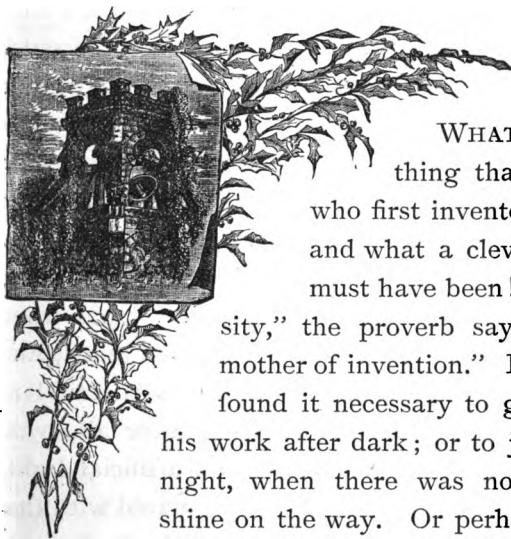 WHAT
thing tha
who first invent
and what a clev
must have been!
sity,” the proverb say
mother of invention.” I
found it necessary to g
his work after dark; or to j
night, when there was no
shine on the way. Or perh